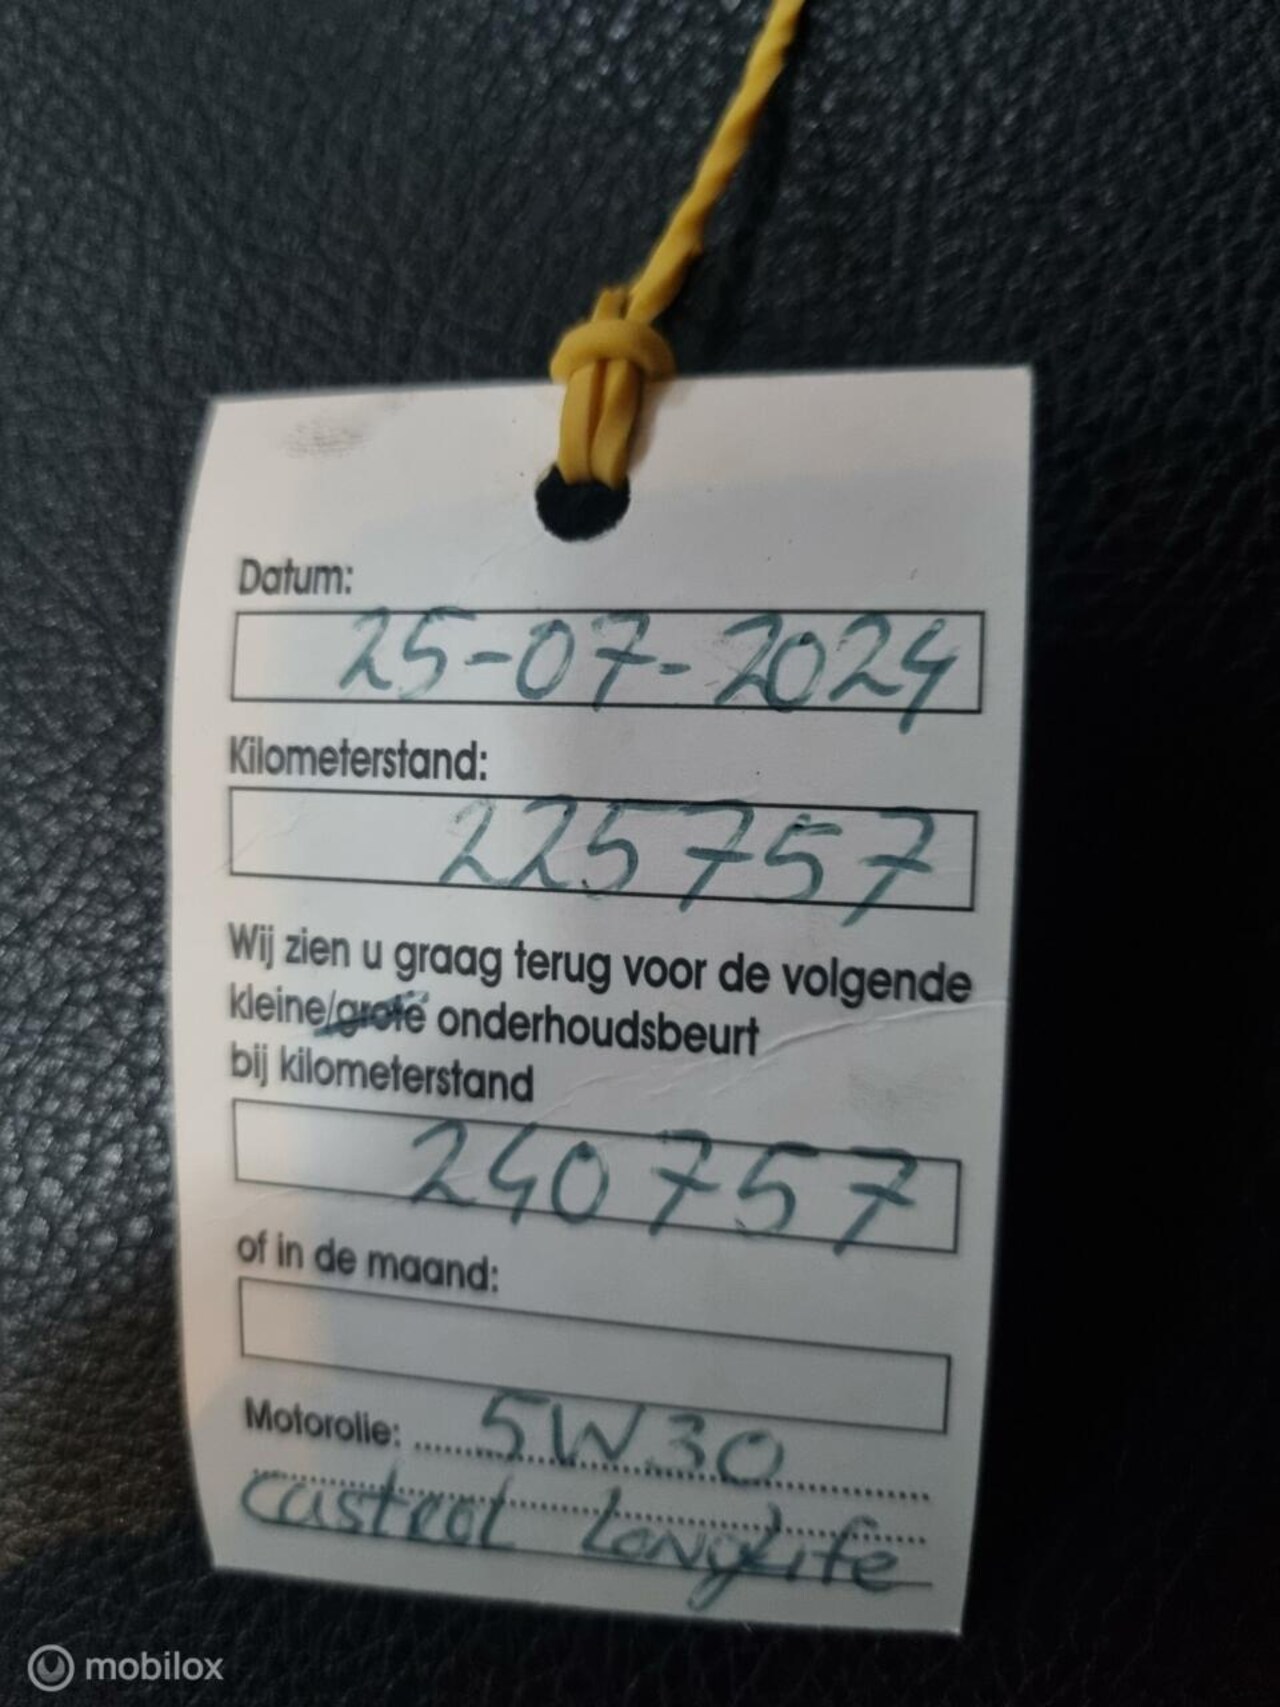 Datum:
25-07-2024
Kilometerstand:
225757
Wij zien u graag terug voor de volgende
kleine/grote onderhoudsbeurt
bij kilometerstand
240757
of in de maand:
Motorolie: 5W30
castrol LongLife
mobilox